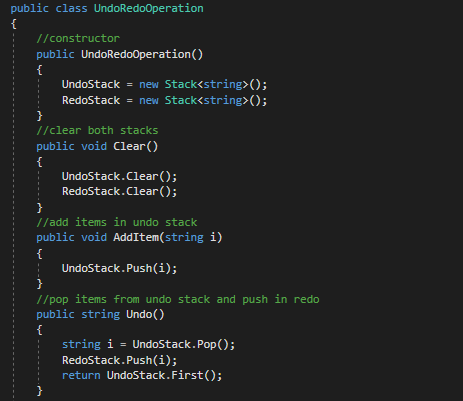 public class UndoRedoOperation
{
//constructor
public UndoRedoOperation()
{
UndoStack = new Stack<string>();
RedoStack = new Stack<string>();
}
//clear both stacks
public void Clear()
{
UndoStack.Clear();
RedoStack.Clear();
}
//add items in undo stack
public void AddItem(string i)
{
UndoStack.Push(i);
}
//pop items from undo stack and push in redo
public string Undo()
{
string i = UndoStack.Pop();
RedoStack.Push(i);
return UndoStack.First();
}